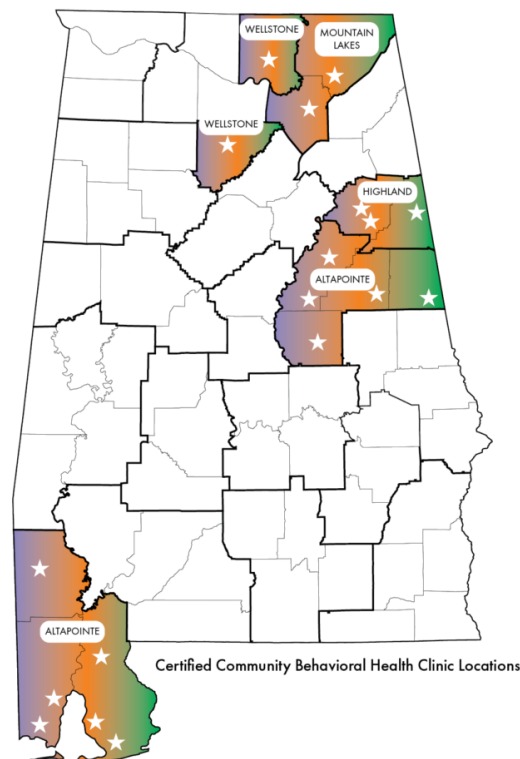 WELLSTONE
MOUNTAIN
LAKES
WELLSTONE
HIGHLAND
ALTAPOINTE
ALTAPOINTE
Certified Community Behavioral Health Clinic Locations